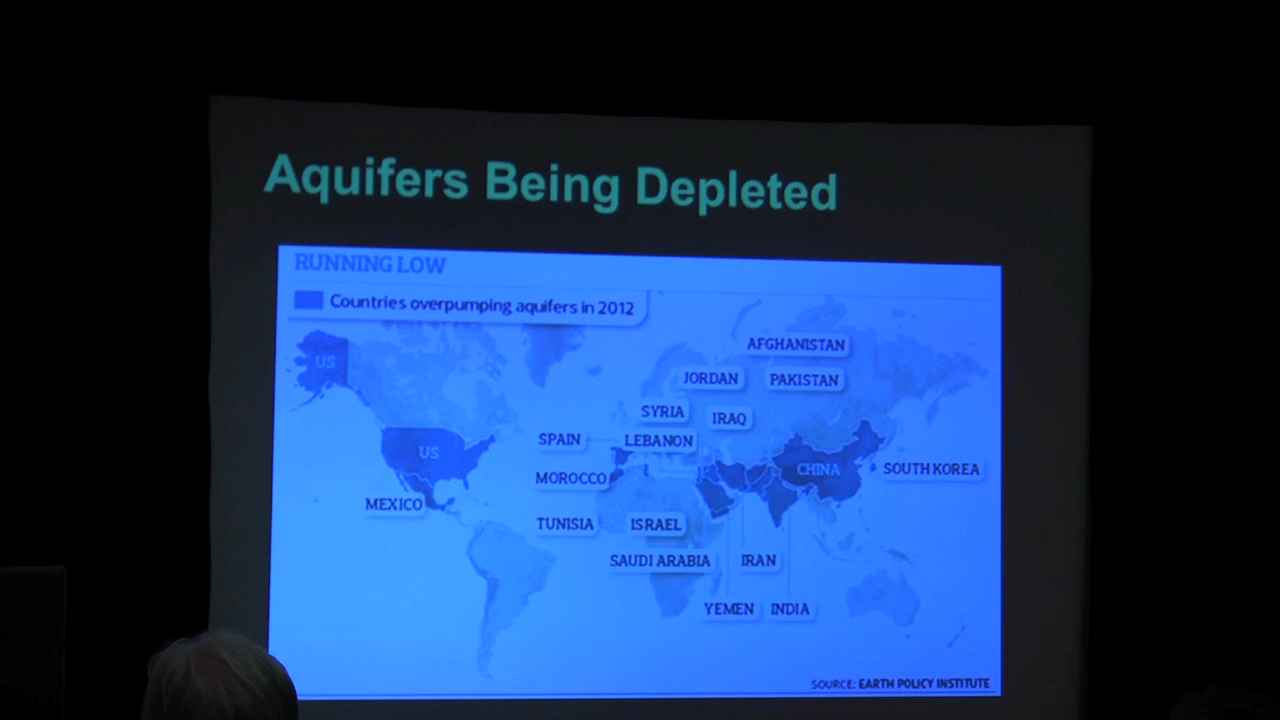 Aquifers Being Depleted
RUNNING LOW
Countries overpumping aquifers in 2012
US
AFGHANISTAN
JORDAN
PAKISTAN
SYRIA
IRAQ
SPAIN
LEBANON
US
CHINA
SOUTH KOREA
MOROCCO
MEXICO
TUNISIA
ISRAEL
SAUDI ARABIA
IRAN
YEMEN
INDIA
SOURCE: EARTH POLICY INSTITUTE